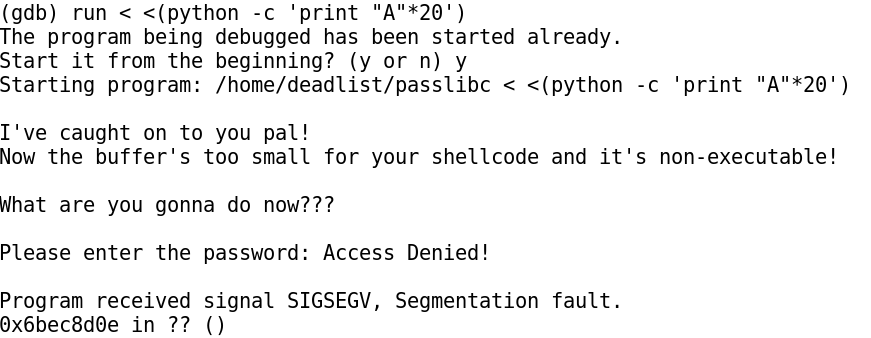 (gdb) run < <(python -c 'print "A"*20')
The program being debugged has been started already.
Start it from the beginning? (y or n) y
Starting program: /home/deadlist/passlibc < <(python -c 'print "A"*20')
I've caught on to you pal!
Now the buffer's too small for your shellcode and it's non-executable!
What are you gonna do now???
Please enter the password: Access Denied!
Program received signal SIGSEGV, Segmentation fault.
0x6bec8d0e in ?? ()